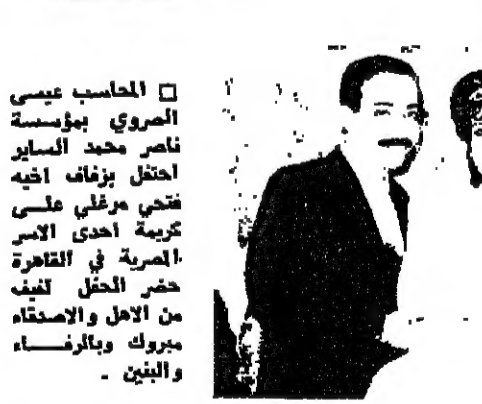 □ المحاسب عيسى
الصروي بمؤسسة
ناصر محمد الساير
احتفل بزفاف اخيه
فتحي مرغلي علـى
كريمة احدى الاسر
المصرية في القاهرة
حضر الحفل لفيف
من الاهل والاصدقاء
مبروك وبالرفـــاء
والبنين .